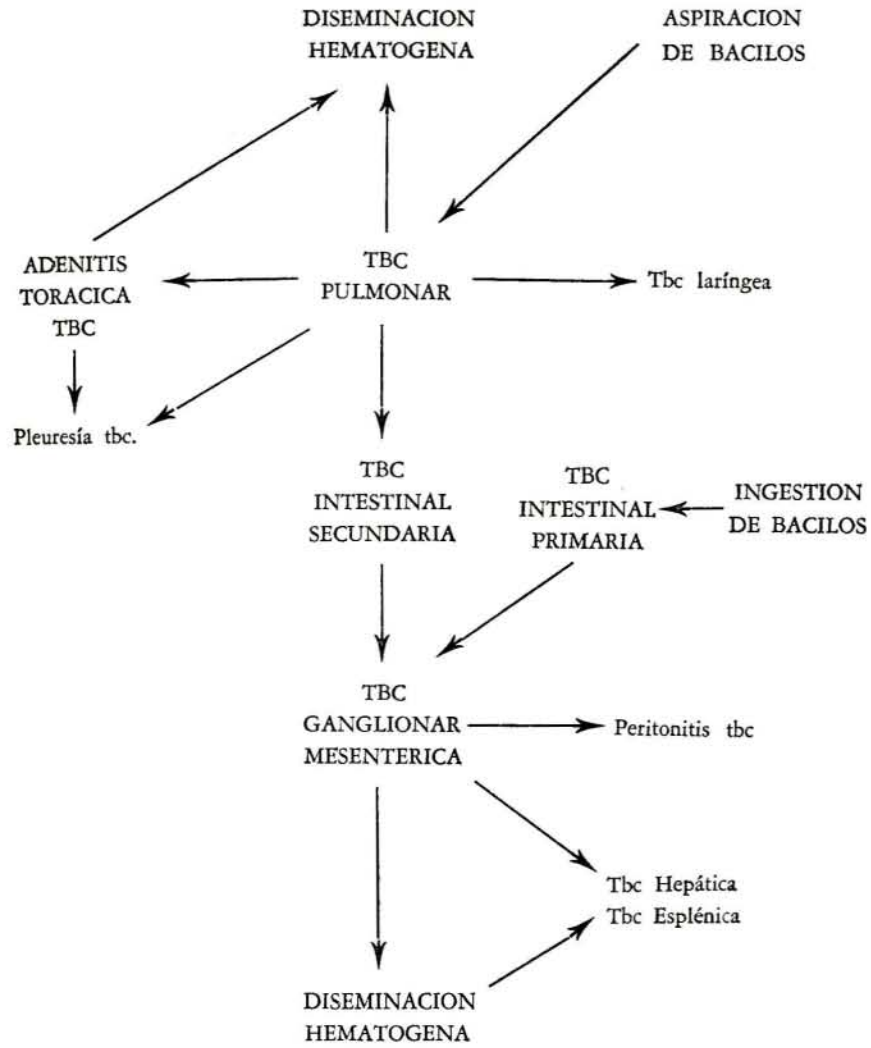 DISEMINACION
HEMATOGENA
ASPIRACION
DE BACILOS
ADENITIS
TORACICA
TBC
TBC
PULMONAR
Tbc laríngea
Pleuresía tbc.
TBC
INTESTINAL
SECUNDARIA
TBC
INTESTINAL
PRIMARIA
INGESTION
DE BACILOS
TBC
GANGLIONAR
MESENTERICA
Peritonitis tbc
Tbc Hepática
Tbc Esplénica
DISEMINACION
HEMATOGENA